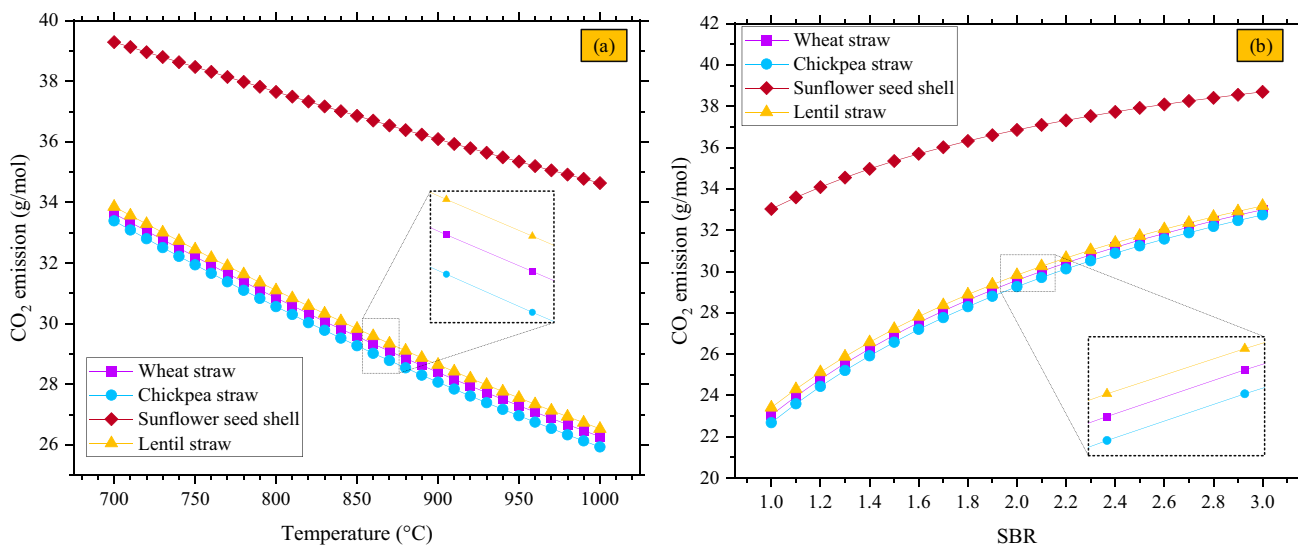 40
38
36
34
32
30
28
26
24
CO₂ emission (g/mol)
(a)
Wheat straw
Chickpea straw
Sunflower seed shell
Lentil straw
700 750 800 850 900 950 1000
Temperature (°C)
42
40
38
36
34
32
30
28
26
24
22
20
CO₂ emission (g/mol)
Wheat straw
Chickpea straw
Sunflower seed shell
Lentil straw
(b)
1.0 1.2 1.4 1.6 1.8 2.0 2.2 2.4 2.6 2.8 3.0
SBR